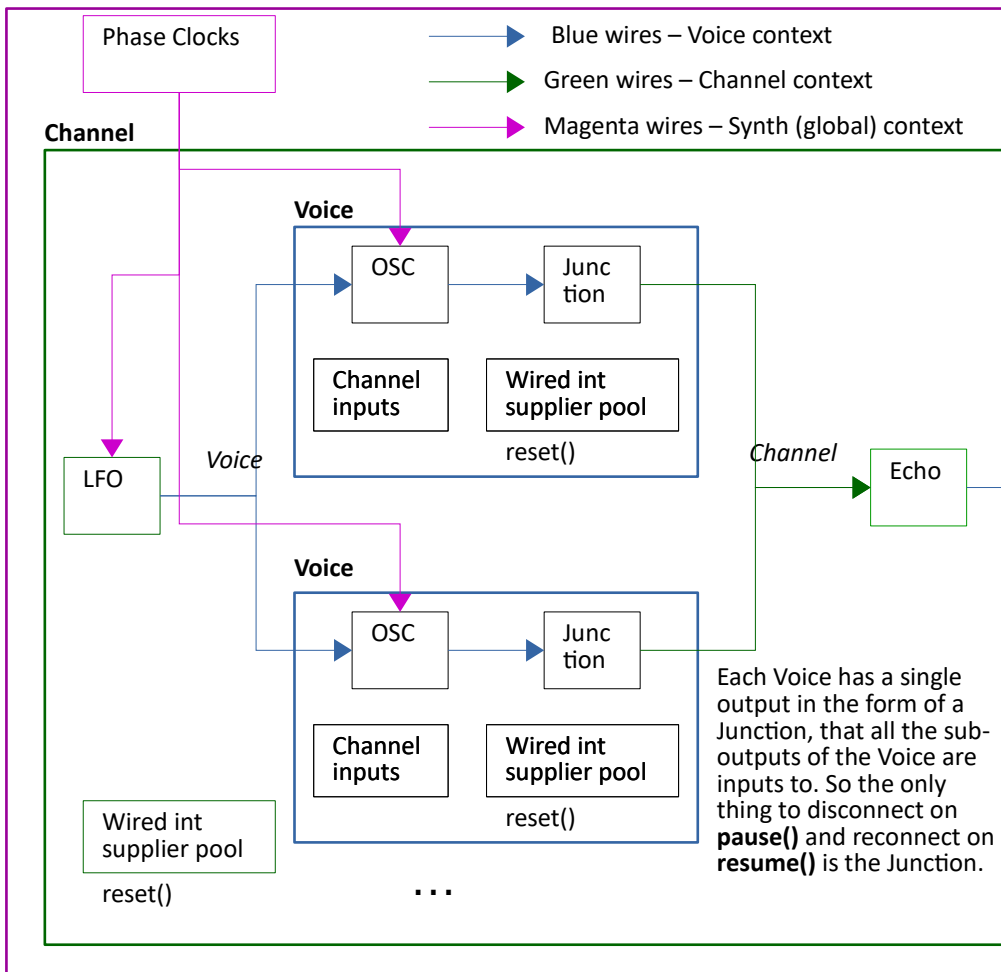 Phase Clocks
Blue wires – Voice context
Green wires – Channel context
Magenta wires – Synth (global) context
Channel
Voice
OSC
Junc
tion
Channel
inputs
Wired int
supplier pool
reset()
Voice
LFO
Channel
Echo
Voice
OSC
Junc
tion
Channel
inputs
Wired int
supplier pool
reset()
Each Voice has a single
output in the form of a
Junction, that all the sub-
outputs of the Voice are
inputs to. So the only
thing to disconnect on
pause() and reconnect on
resume() is the Junction.
Wired int
supplier pool
reset()
...